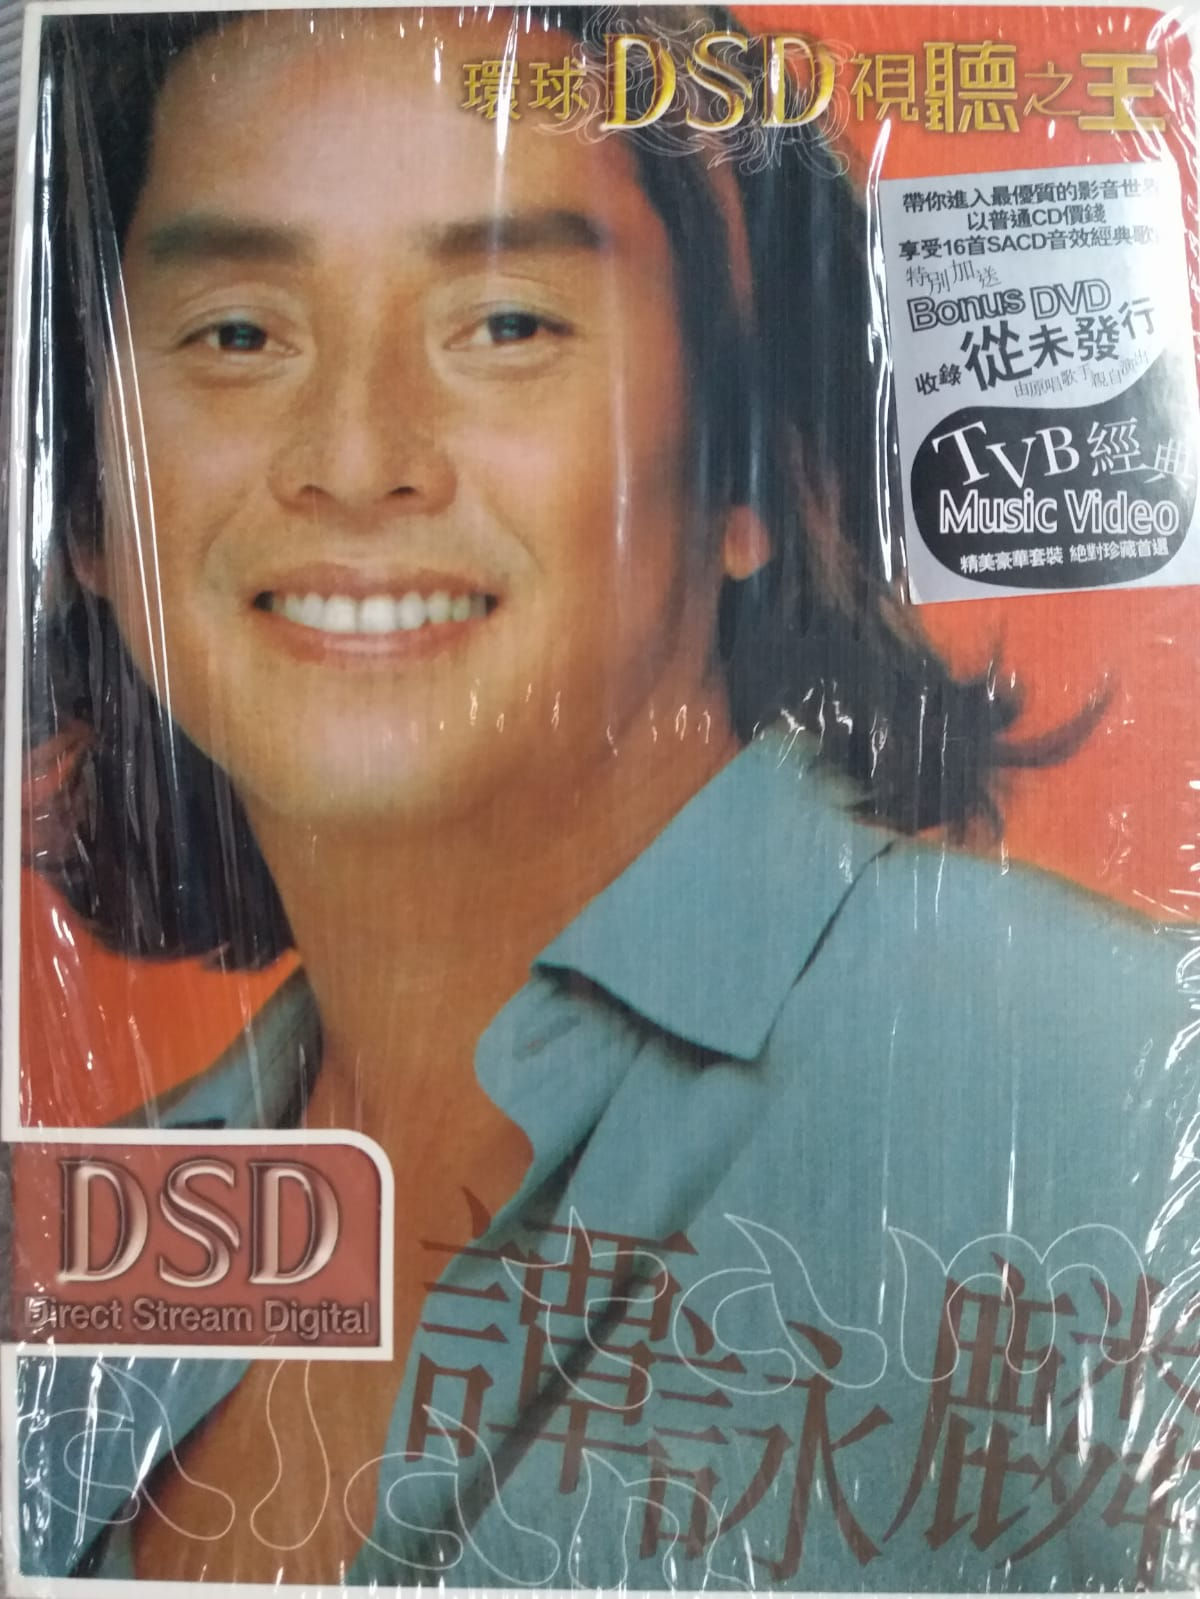 環球DSD視聽之王
帶你進入最優質的影音世界
以普通CD價錢
享受16首SACD音效經典歌
特別加送
Bonus DVD
收錄 從未發行
由原唱歌手親自演出
TVB 經典
Music Video
精美豪華套裝 絕對珍藏首選
DSD
Direct Stream Digital
譚詠麟
alan tam